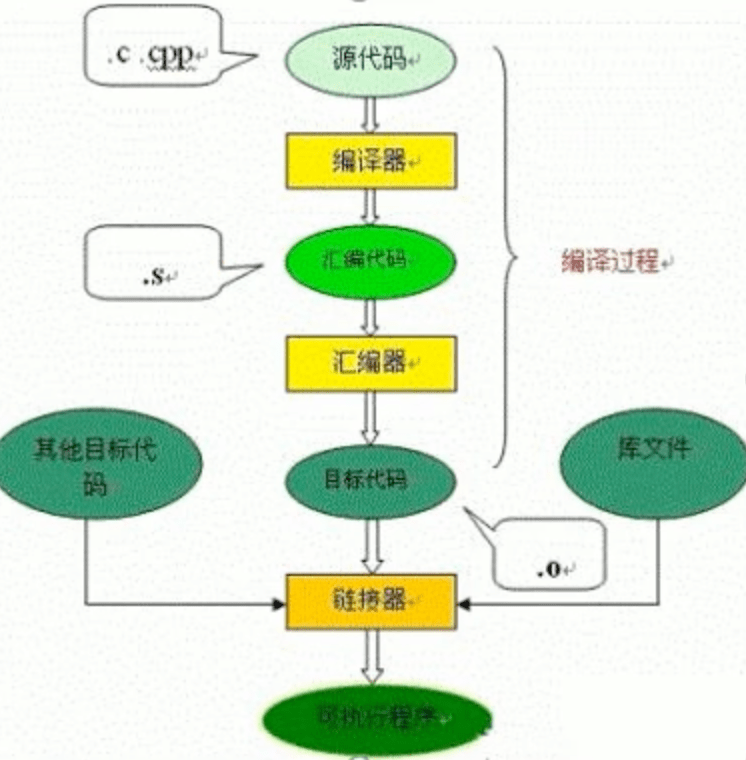 .c .cpp
源代码
编译器
汇编代码
.s
编译过程
汇编器
其他目标代
码
目标代码
库文件
.o
链接器
可执行程序